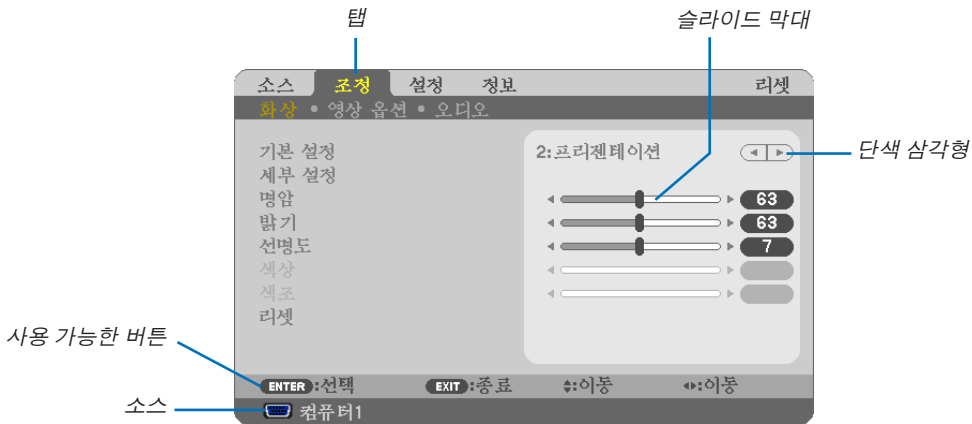 탭
슬라이드 막대
소스 조정 설정 정보 리셋
화상 • 영상 옵션 • 오디오
기본 설정
2:프리젠테이션
단색 삼각형
세부 설정
명암 63
밝기 63
선명도 7
색상
색조
리셋
사용 가능한 버튼
ENTER:선택 EXIT:종료 :이동 :이동
소스
컴퓨터1